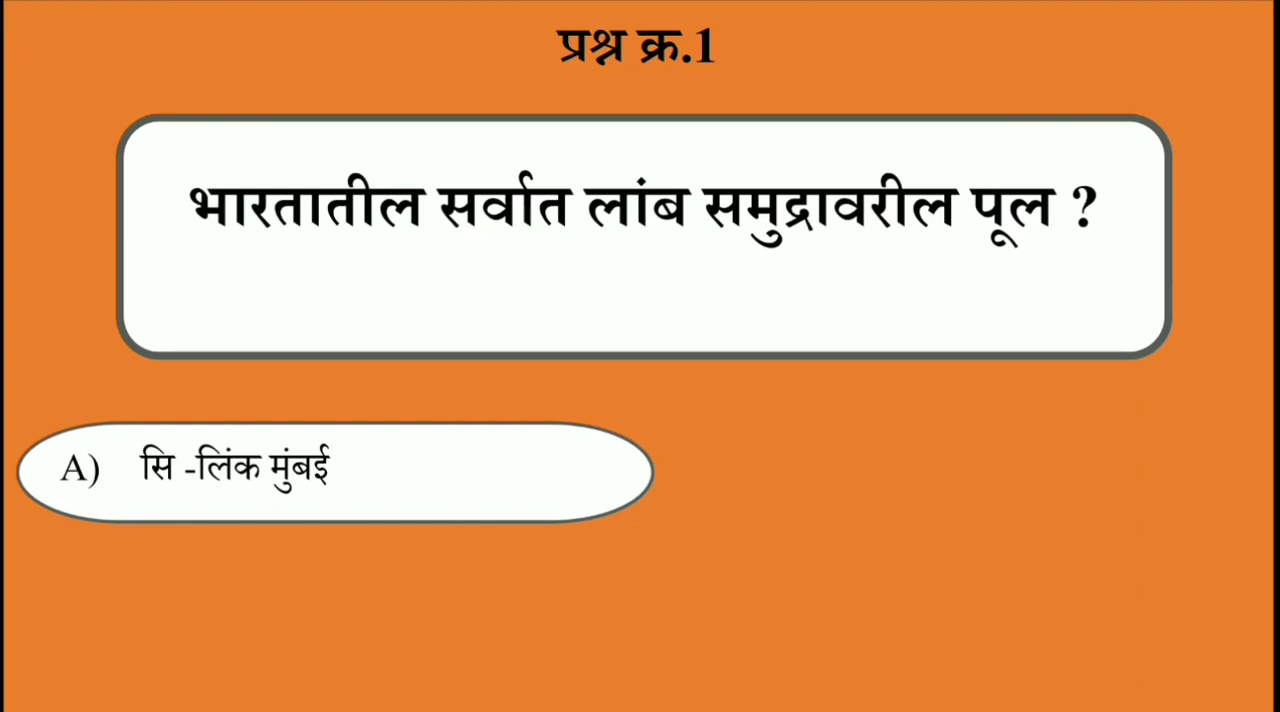 प्रश्न क्र.1
भारतातील सर्वात लांब समुद्रावरील पूल ?
A) सि -लिंक मुंबई